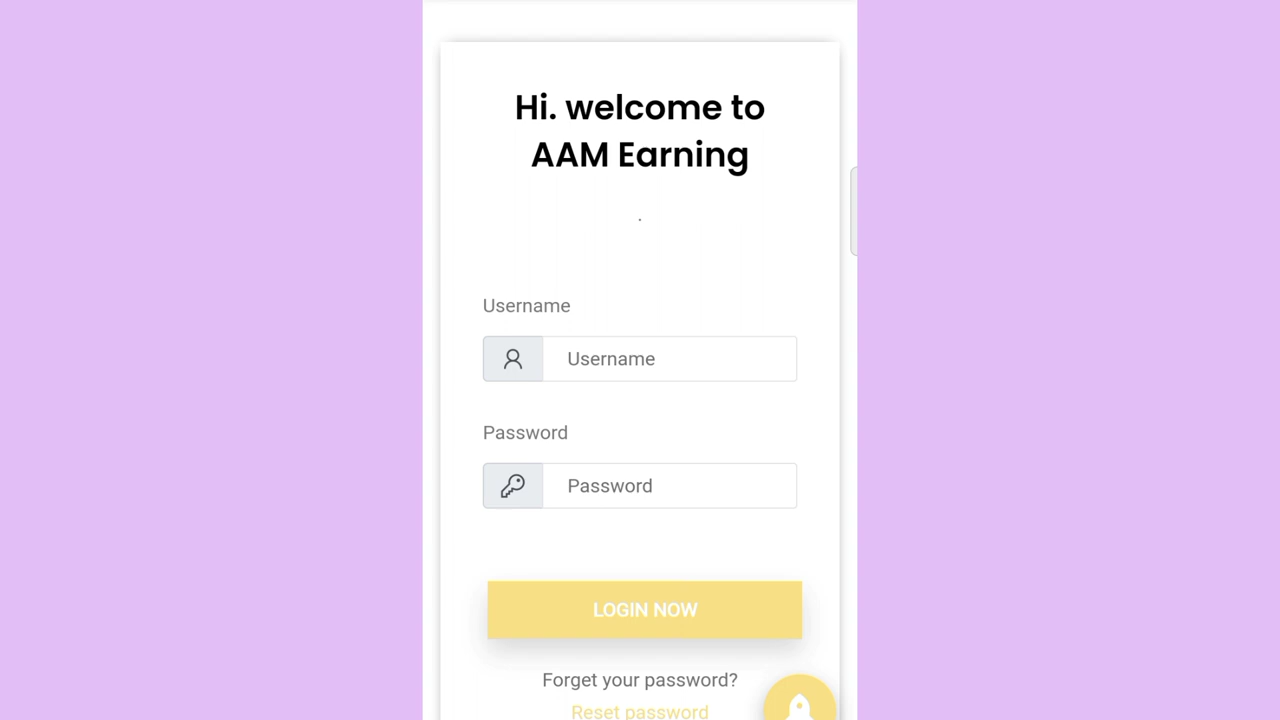 Hi. welcome to
AAM Earning
.
Username
Username
Password
Password
LOGIN NOW
Forget your password?
Reset password